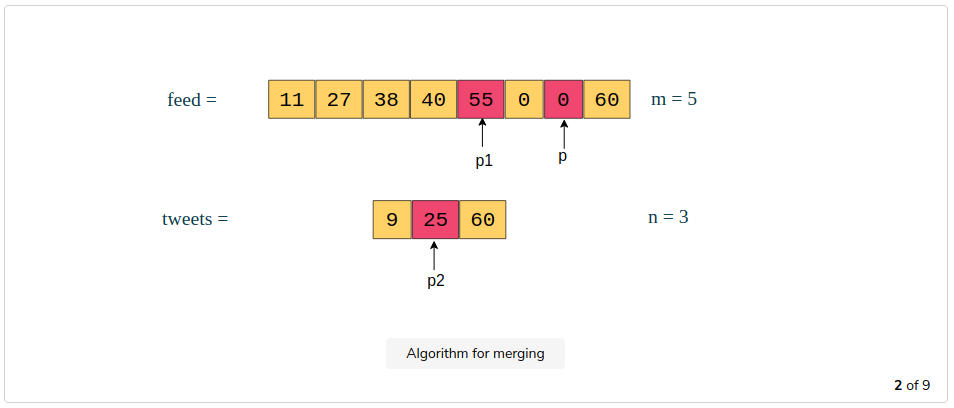 feed = 11 27 38 40 55 0 0 60 m = 5
p1 p
tweets = 9 25 60 n = 3
p2
Algorithm for merging
2 of 9